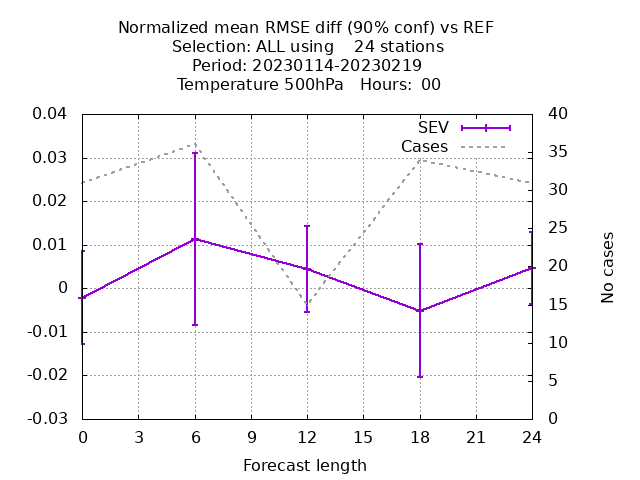 Normalized mean RMSE diff (90% conf) vs REF
Selection: ALL using    24 stations
Period: 20230114-20230219
Temperature 500hPa   Hours:  00
SEV
Cases
0.04
0.03
0.02
0.01
0
-0.01
-0.02
-0.03
40
35
30
25
20
15
10
5
0
No cases
0 3 6 9 12 15 18 21 24
Forecast length